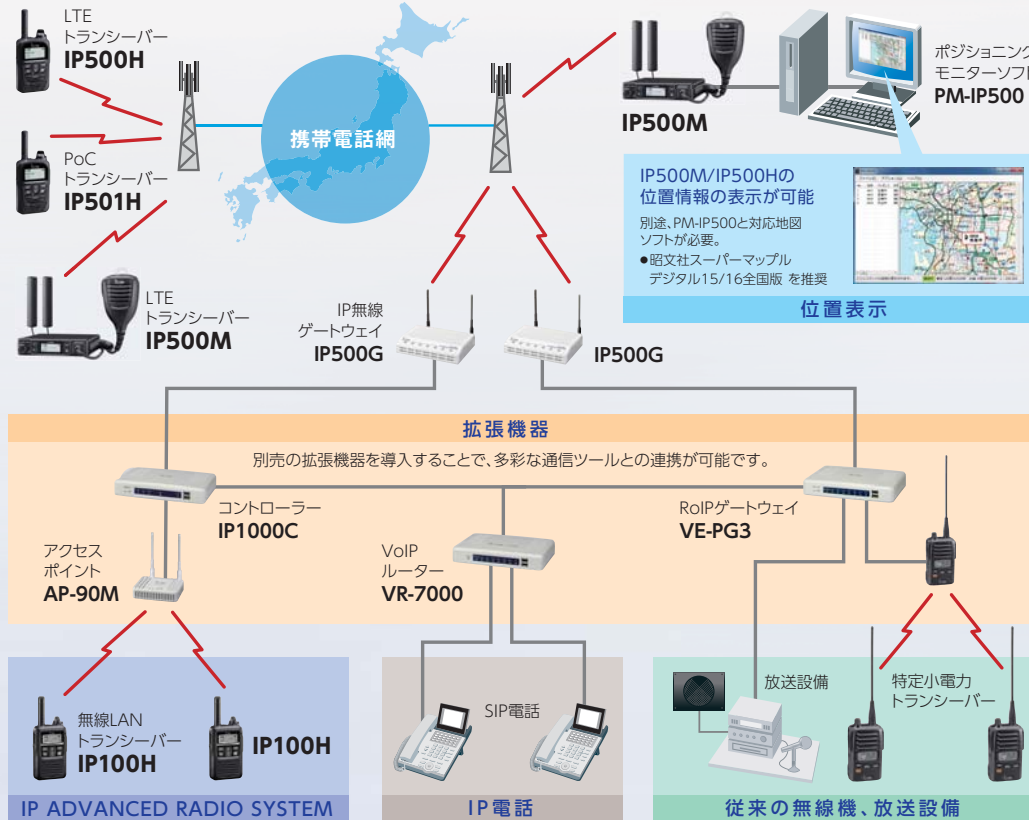 LTE
トランシーバー
IP500H
PoC
トランシーバー
IP501H
LTE
トランシーバー
IP500M
携帯電話網
IP500M
ポジショニング
モニターソフト
PM-IP500
IP500M/IP500Hの
位置情報の表示が可能
別途、PM-IP500と対応地図
ソフトが必要。
●昭文社スーパーマップル
デジタル15/16全国版 を推奨
位置表示
IP無線
ゲートウェイ
IP500G
IP500G
拡張機器
別売の拡張機器を導入することで、多彩な通信ツールとの連携が可能です。
コントローラー
IP1000C
アクセス
ポイント
AP-90M
VoIP
ルーター
VR-7000
RoIPゲートウェイ
VE-PG3
無線LAN
トランシーバー
IP100H
IP100H
IP ADVANCED RADIO SYSTEM
SIP電話
IP電話
放送設備
特定小電力
トランシーバー
従来の無線機、放送設備